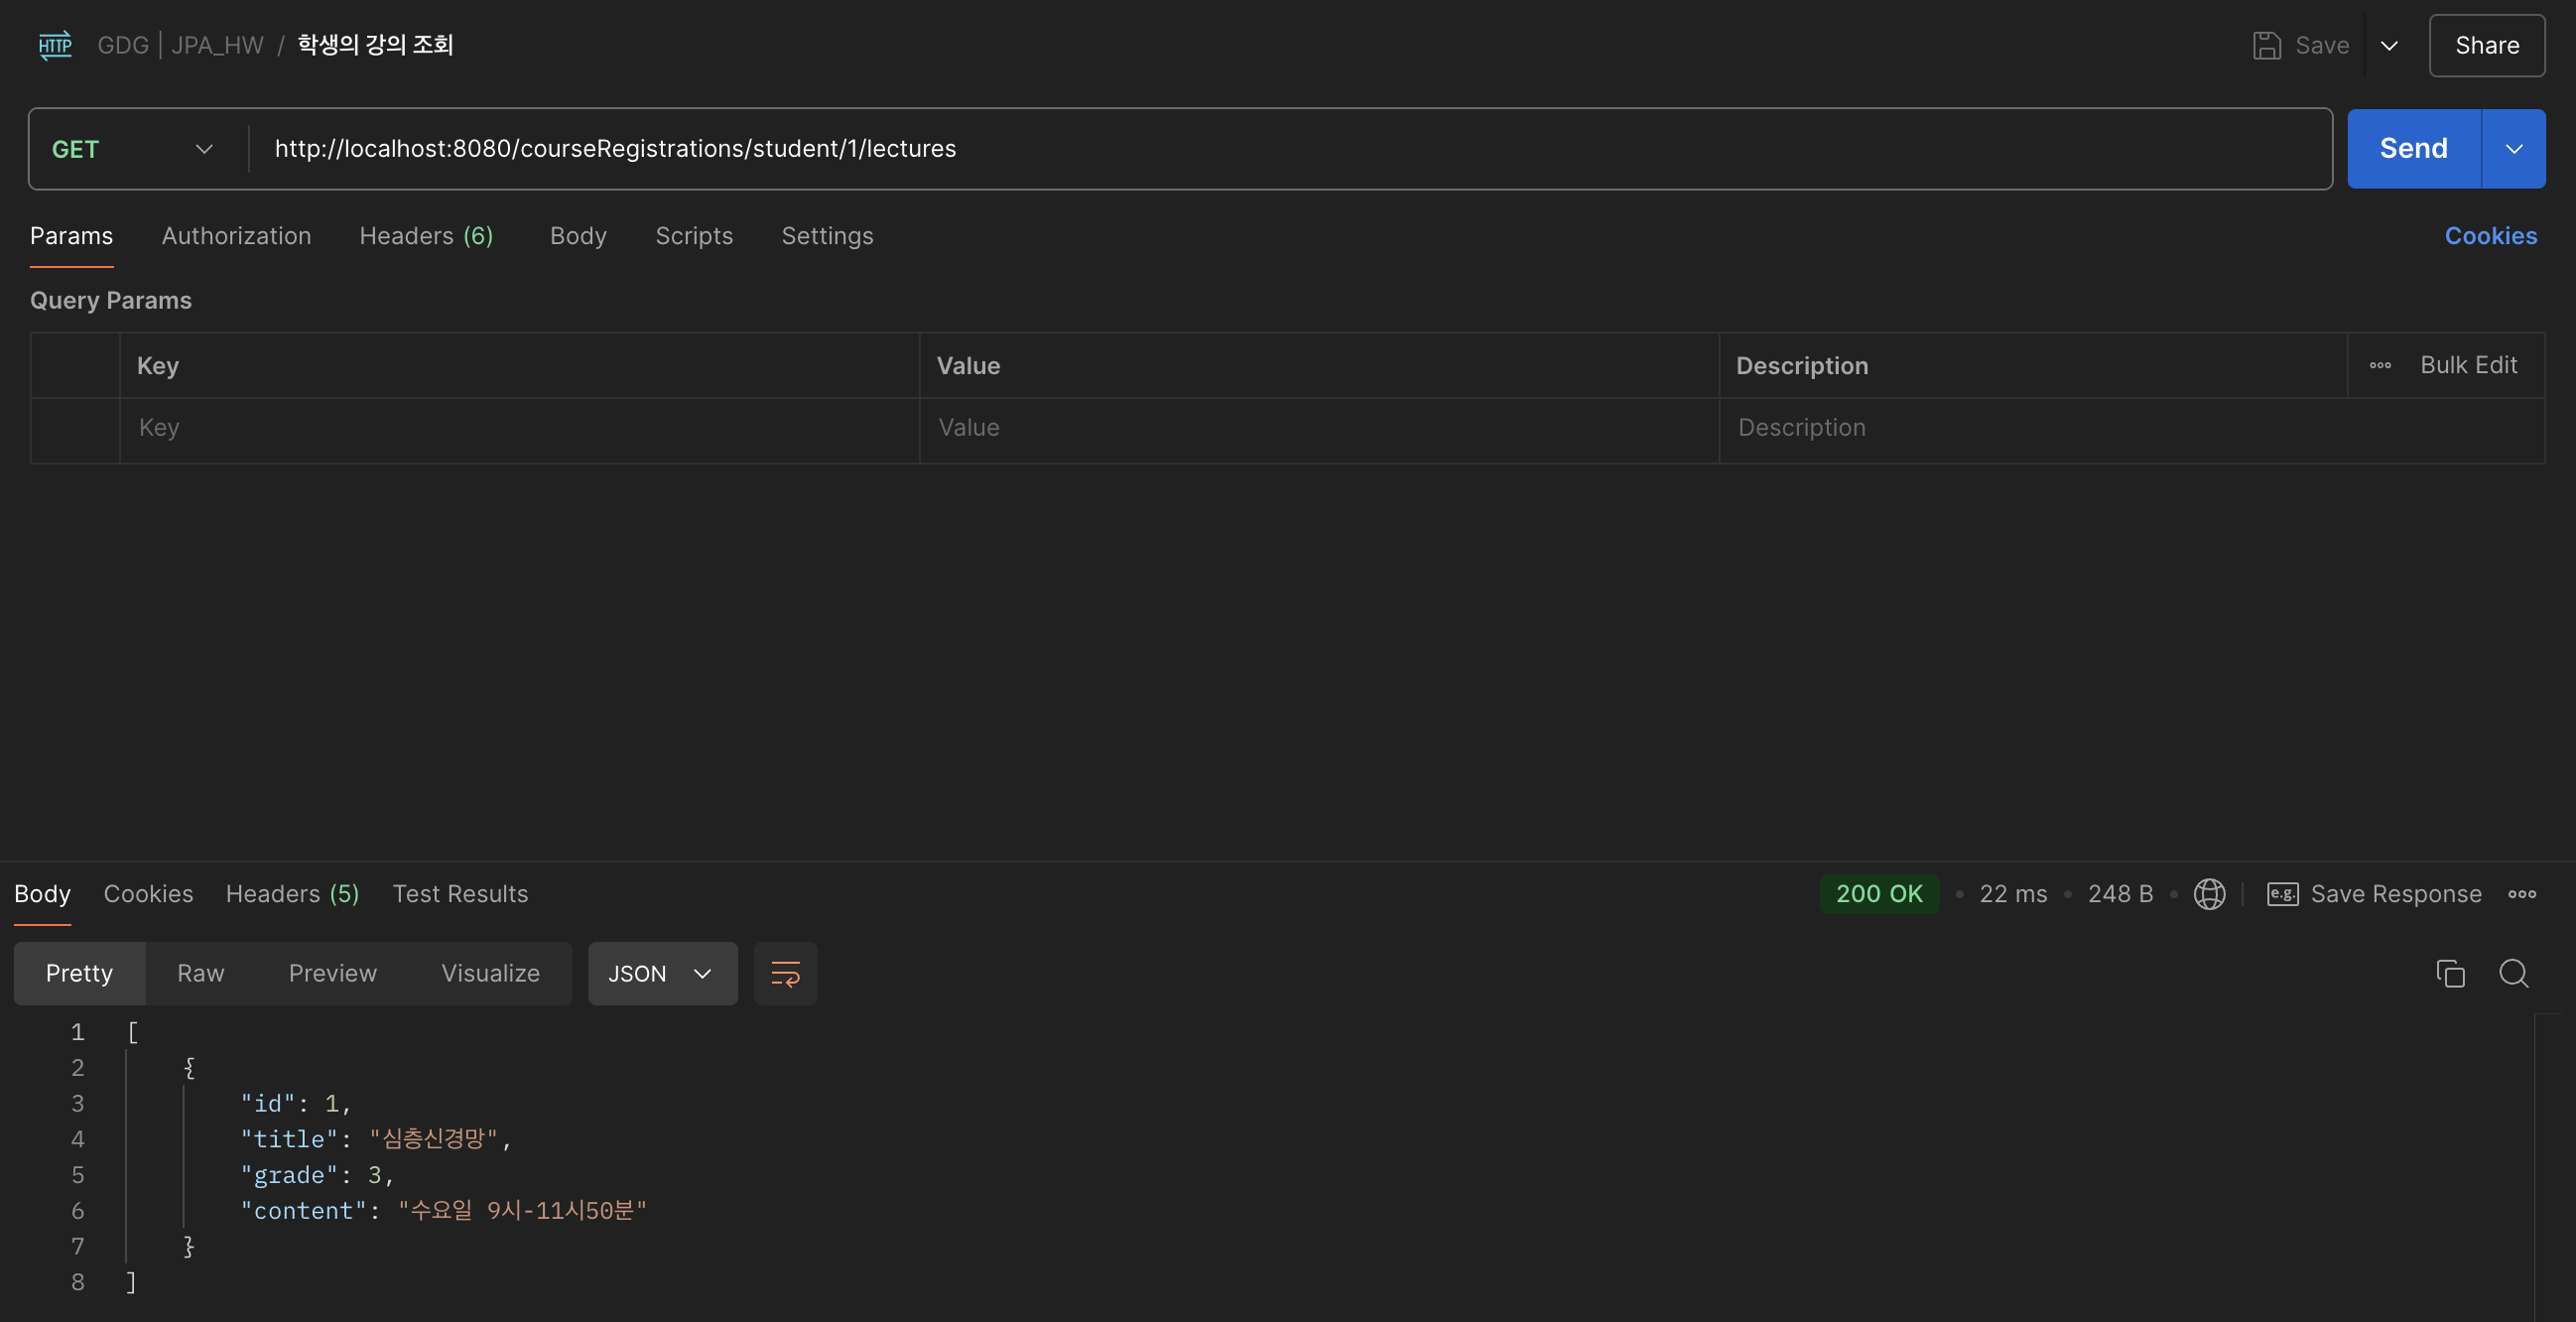 HTTP GDG | JPA_HW / 학생의 강의 조회 Save Share
GET http://localhost:8080/courseRegistrations/student/1/lectures Send
Params Authorization Headers (6) Body Scripts Settings Cookies
Query Params
Key Value Description Bulk Edit
Key Value Description
Body Cookies Headers (5) Test Results 200 OK • 22 ms • 248 B • e.g. Save Response
Pretty Raw Preview Visualize JSON
1 [
2 {
3 "id": 1,
4 "title": "심층신경망",
5 "grade": 3,
6 "content": "수요일 9시-11시50분"
7 }
8 ]